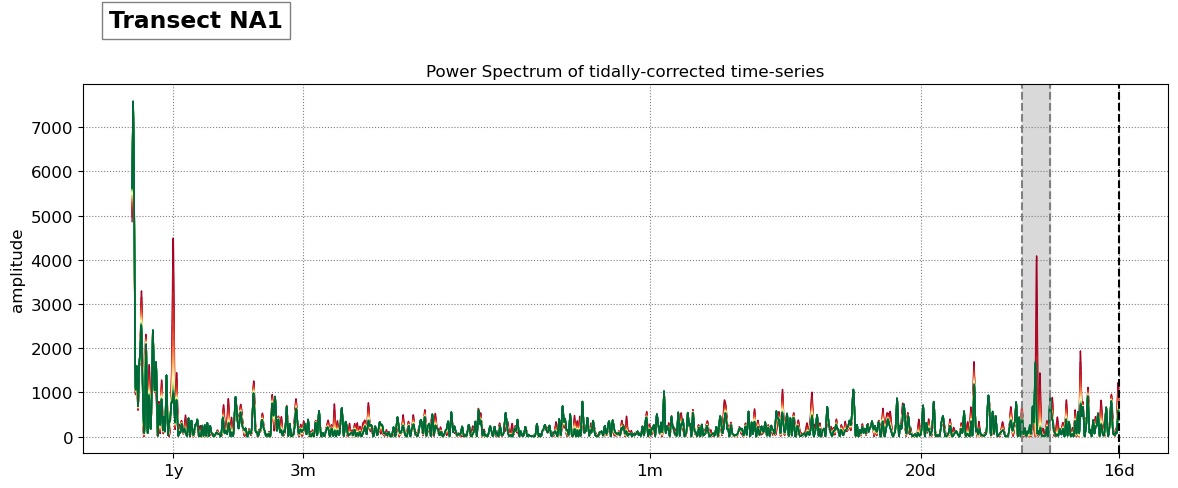 Transect NA1
Power Spectrum of tidally-corrected time-series
amplitude
7000
6000
5000
4000
3000
2000
1000
0
1y 3m 1m 20d 16d